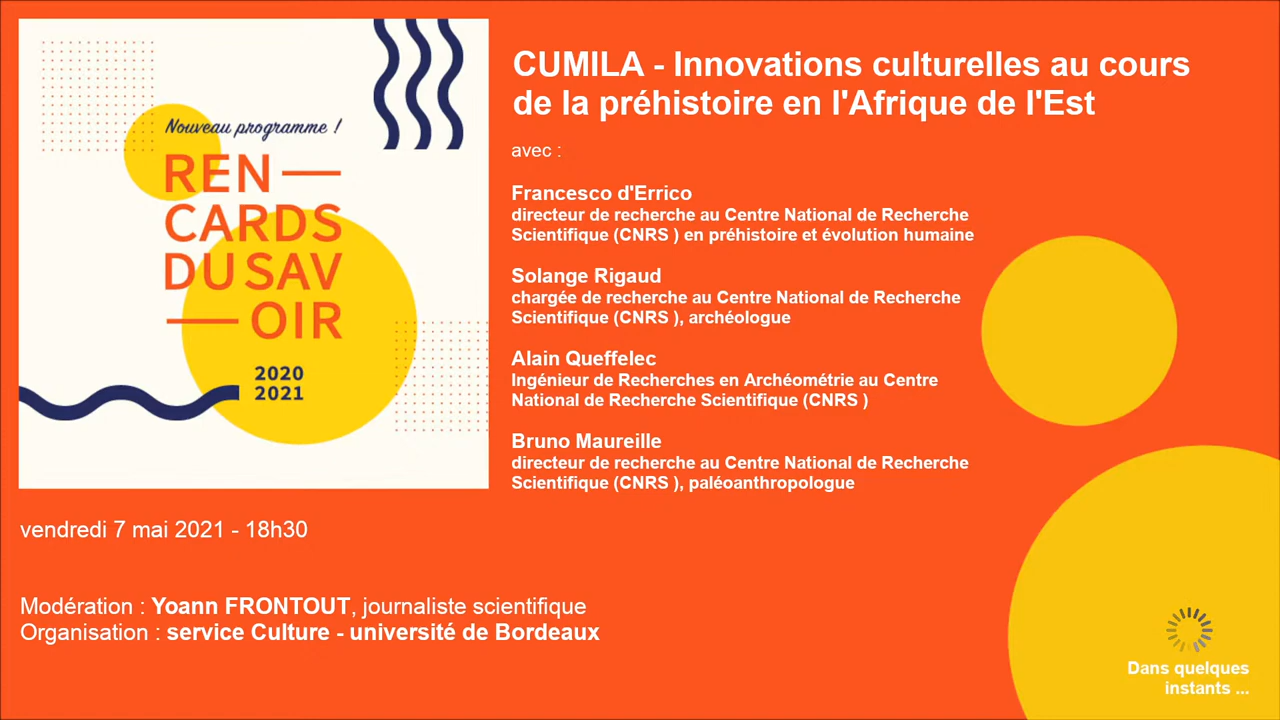 Nouveau programme !
REN—
CARDS
DU SAV
—OIR
2020
2021
CUMILA - Innovations culturelles au cours
de la préhistoire en l'Afrique de l'Est
avec :
Francesco d'Errico
directeur de recherche au Centre National de Recherche
Scientifique (CNRS ) en préhistoire et évolution humaine
Solange Rigaud
chargée de recherche au Centre National de Recherche
Scientifique (CNRS ), archéologue
Alain Queffelec
Ingénieur de Recherches en Archéométrie au Centre
National de Recherche Scientifique (CNRS )
Bruno Maureille
directeur de recherche au Centre National de Recherche
Scientifique (CNRS ), paléoanthropologue
vendredi 7 mai 2021 - 18h30
Modération : Yoann FRONTOUT, journaliste scientifique
Organisation : service Culture - université de Bordeaux
Dans quelques
instants ...